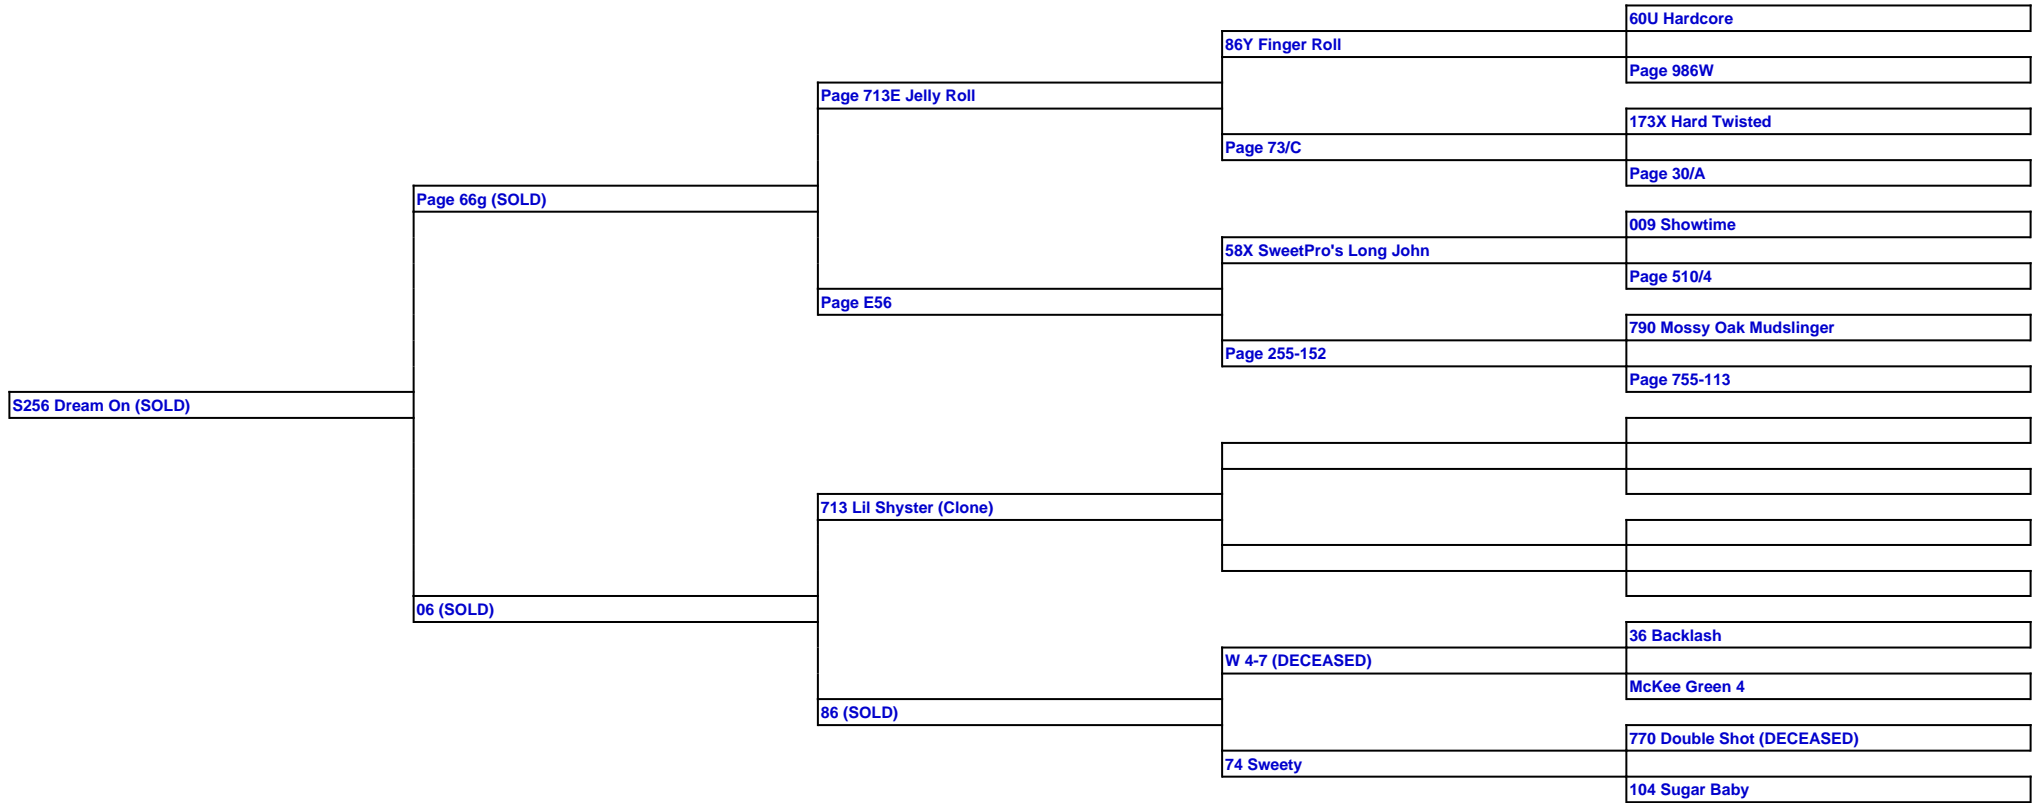 60U Hardcore
86Y Finger Roll
Page 986W
Page 713E Jelly Roll
173X Hard Twisted
Page 73/C
Page 30/A
Page 66g (SOLD)
009 Showtime
58X SweetPro's Long John
Page 510/4
Page E56
790 Mossy Oak Mudslinger
Page 255-152
Page 755-113
S256 Dream On (SOLD)
713 Lil Shyster (Clone)
06 (SOLD)
36 Backlash
W 4-7 (DECEASED)
McKee Green 4
86 (SOLD)
770 Double Shot (DECEASED)
74 Sweety
104 Sugar Baby